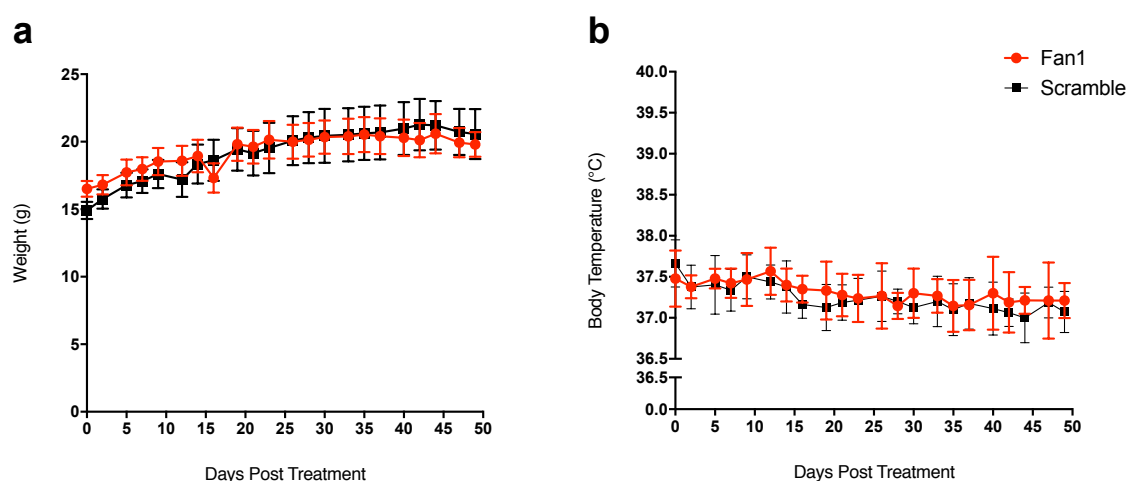 a
25
20
15
10
5
0
Weight (g)
0 5 10 15 20 25 30 35 40 45 50
Days Post Treatment
b
Fan1
Scramble
40.0
39.5
39.0
38.5
38.0
37.5
37.0
36.5
36.5
0.0
Body Temperature (°C)
0 5 10 15 20 25 30 35 40 45 50
Days Post Treatment